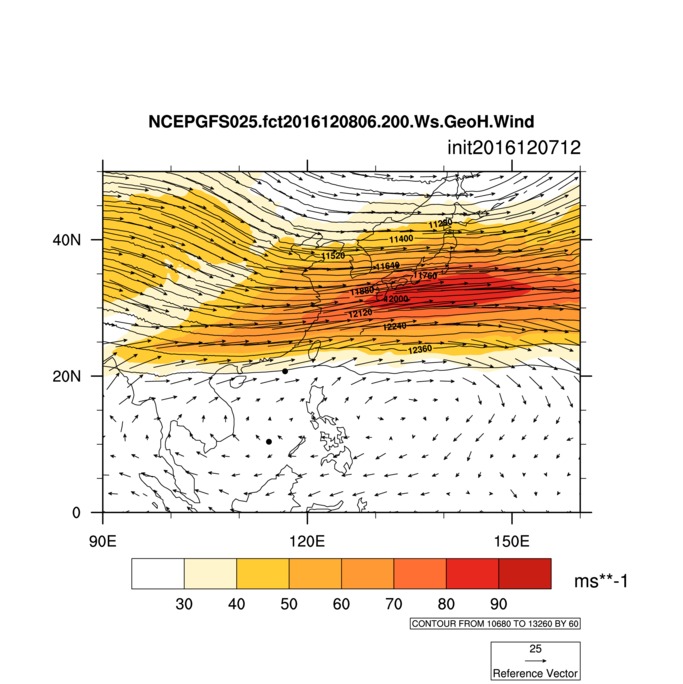 NCEPGFS025.fct2016120806.200.Ws.GeoH.Wind
init2016120712
40N
20N
0
11280
11400
11520
11640
11760
11880
12000
12120
12240
12360
90E 120E 150E
30 40 50 60 70 80 90
ms**-1
CONTOUR FROM 10680 TO 13260 BY 60
25
Reference Vector